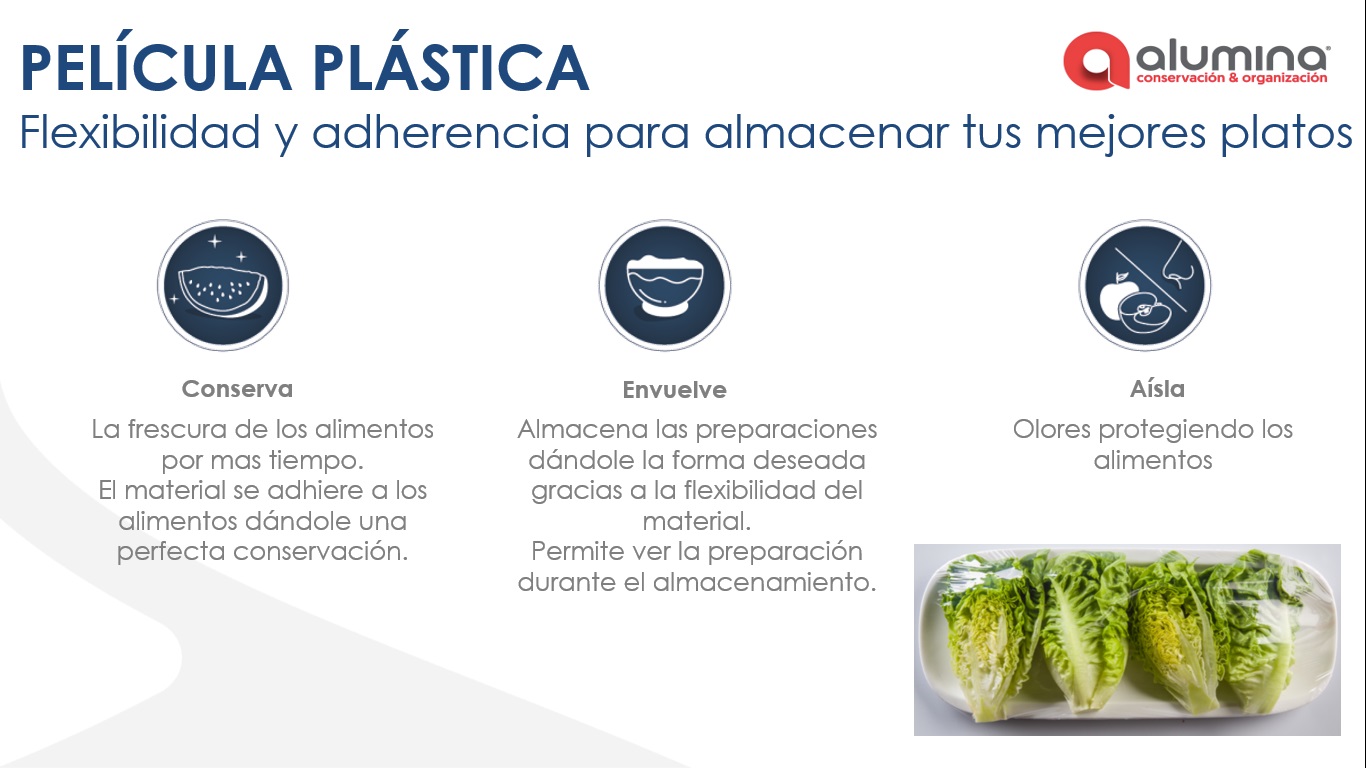 PELÍCULA PLÁSTICA
alumina®
conservación & organización
Flexibilidad y adherencia para almacenar tus mejores platos
Conserva
La frescura de los alimentos
por mas tiempo.
El material se adhiere a los
alimentos dándole una
perfecta conservación.
Envuelve
Almacena las preparaciones
dándole la forma deseada
gracias a la flexibilidad del
material.
Permite ver la preparación
durante el almacenamiento.
Aísla
Olores protegiendo los
alimentos